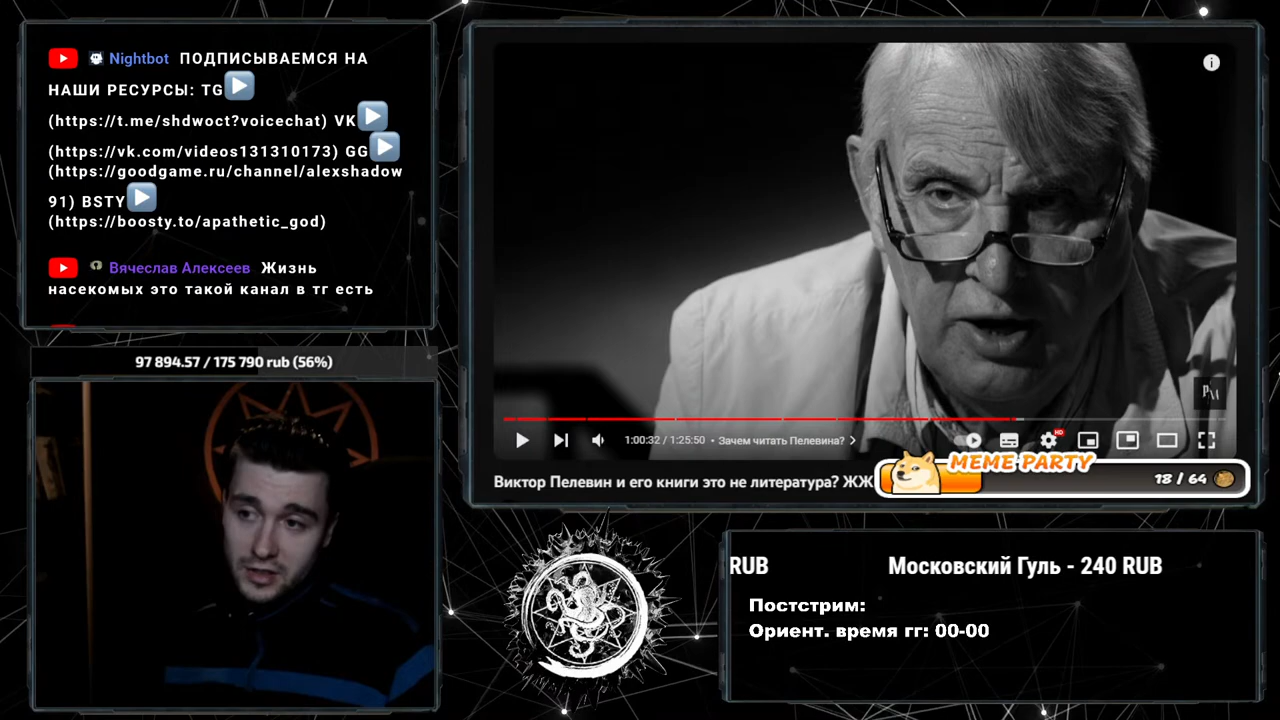 Nightbot ПОДПИСЫВАЕМСЯ НА
НАШИ РЕСУРСЫ: TG
(https://t.me/shdwoct?voicechat) VK
(https://vk.com/videos131310173) GG
(https://goodgame.ru/channel/alexshadow
91) BSTY
(https://boosty.to/apathetic_god)
Вячеслав Алексеев Жизнь
насекомых это такой канал в тг есть
97 894.57 / 175 790 rub (56%)
1:00:32 / 1:25:50 • Зачем читать Пелевина?
HD
Виктор Пелевин и его книги это не литература? ЖЖ
MEME PARTY
18 / 64
RUB
Московский Гуль - 240 RUB
Постстрим:
Ориент. время гг: 00-00